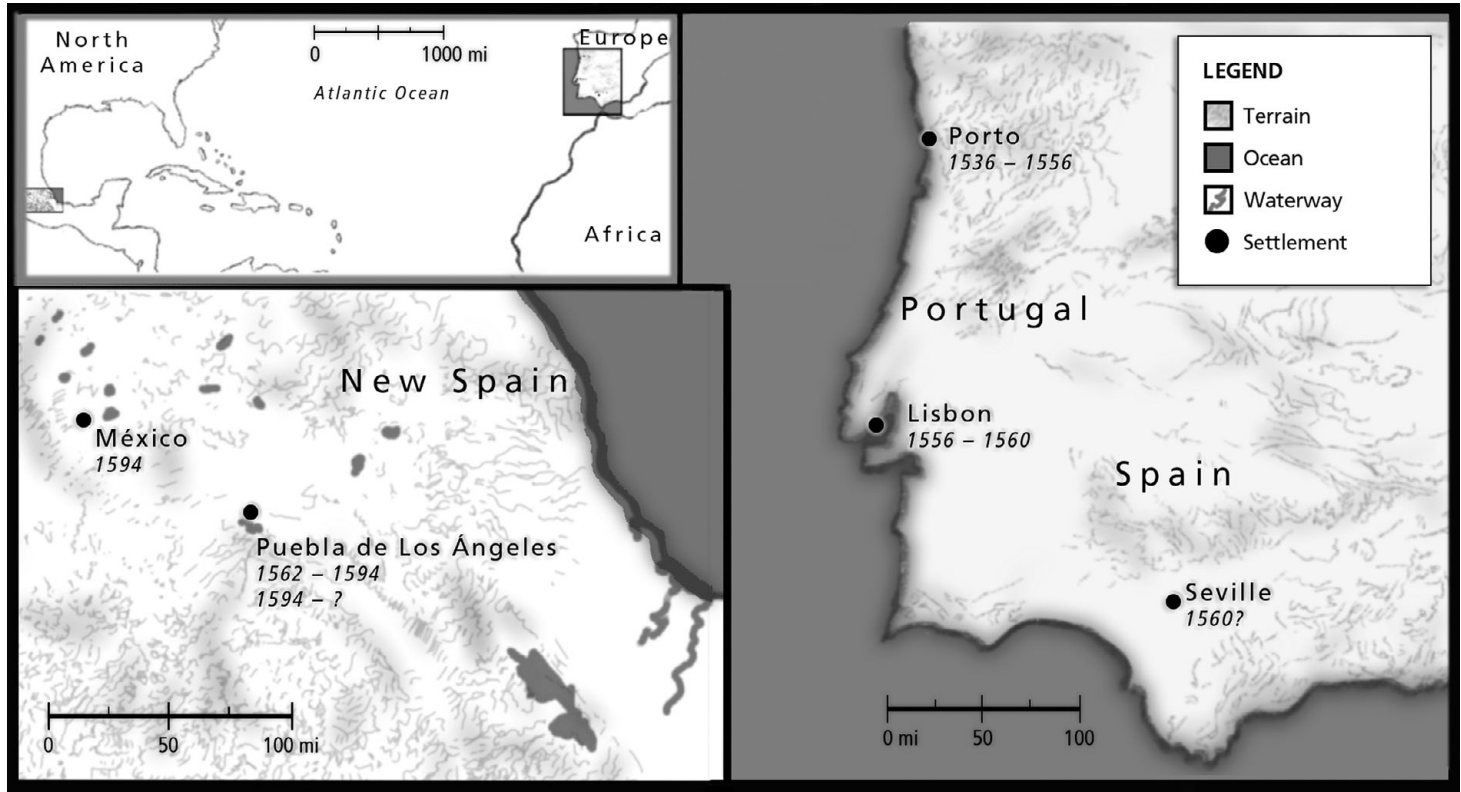 North
America
0
1000 mi
Atlantic Ocean
Europe
Africa
New Spain
México
1594
Puebla de Los Ángeles
1562 – 1594
1594 – ?
0
50
100 mi
LEGEND
Terrain
Ocean
Waterway
Settlement
Porto
1536 – 1556
Portugal
Lisbon
1556 – 1560
Spain
Seville
1560?
0 mi
50
100